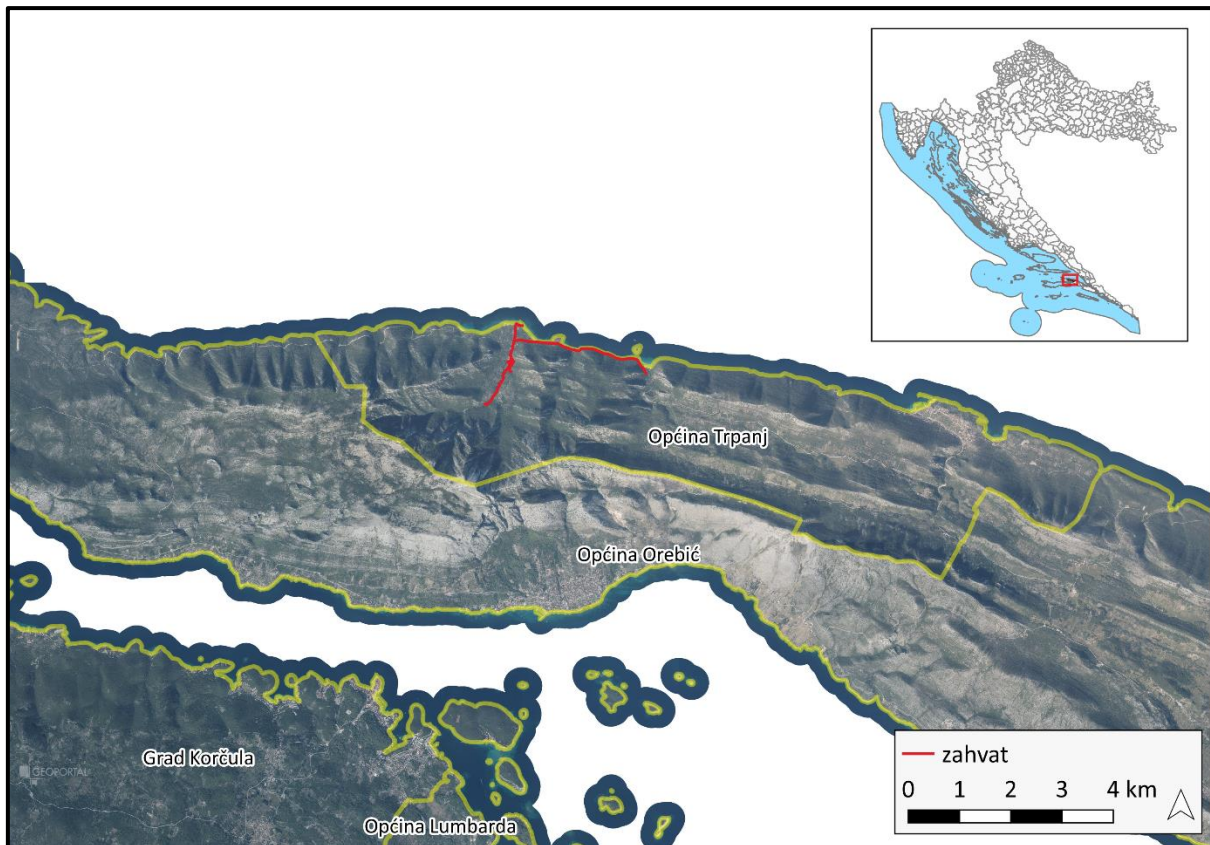 Općina Trpanj
Općina Orebić
Grad Korčula
GEOPORTAL
Općina Lumbarda
zahvat
0 1 2 3 4 km